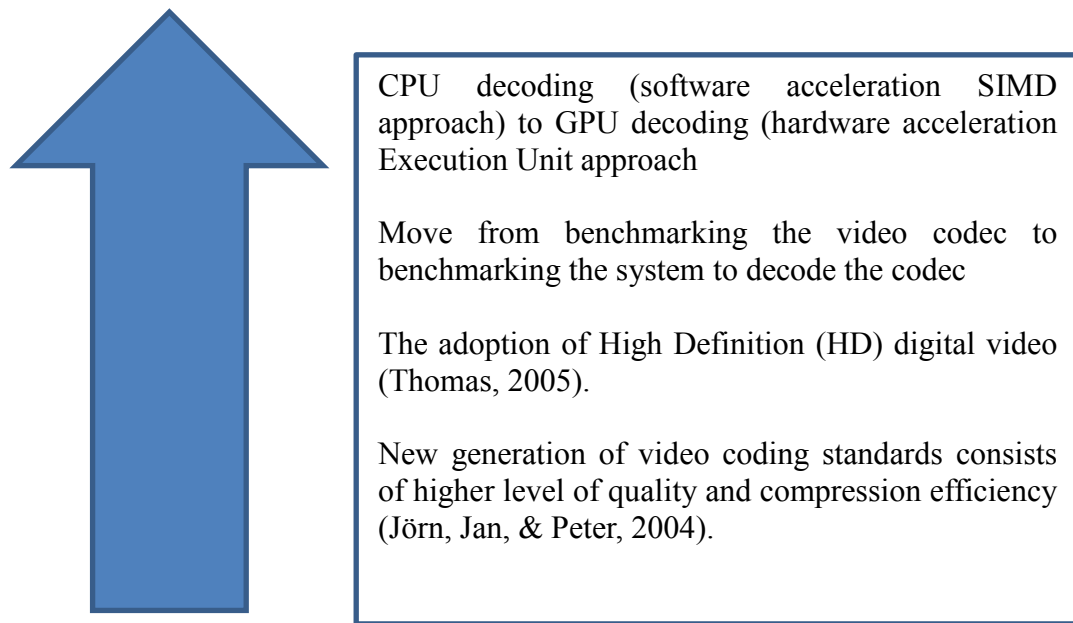 CPU decoding (software acceleration SIMD
approach) to GPU decoding (hardware acceleration
Execution Unit approach
Move from benchmarking the video codec to
benchmarking the system to decode the codec
The adoption of High Definition (HD) digital video
(Thomas, 2005).
New generation of video coding standards consists
of higher level of quality and compression efficiency
(Jörn, Jan, & Peter, 2004).